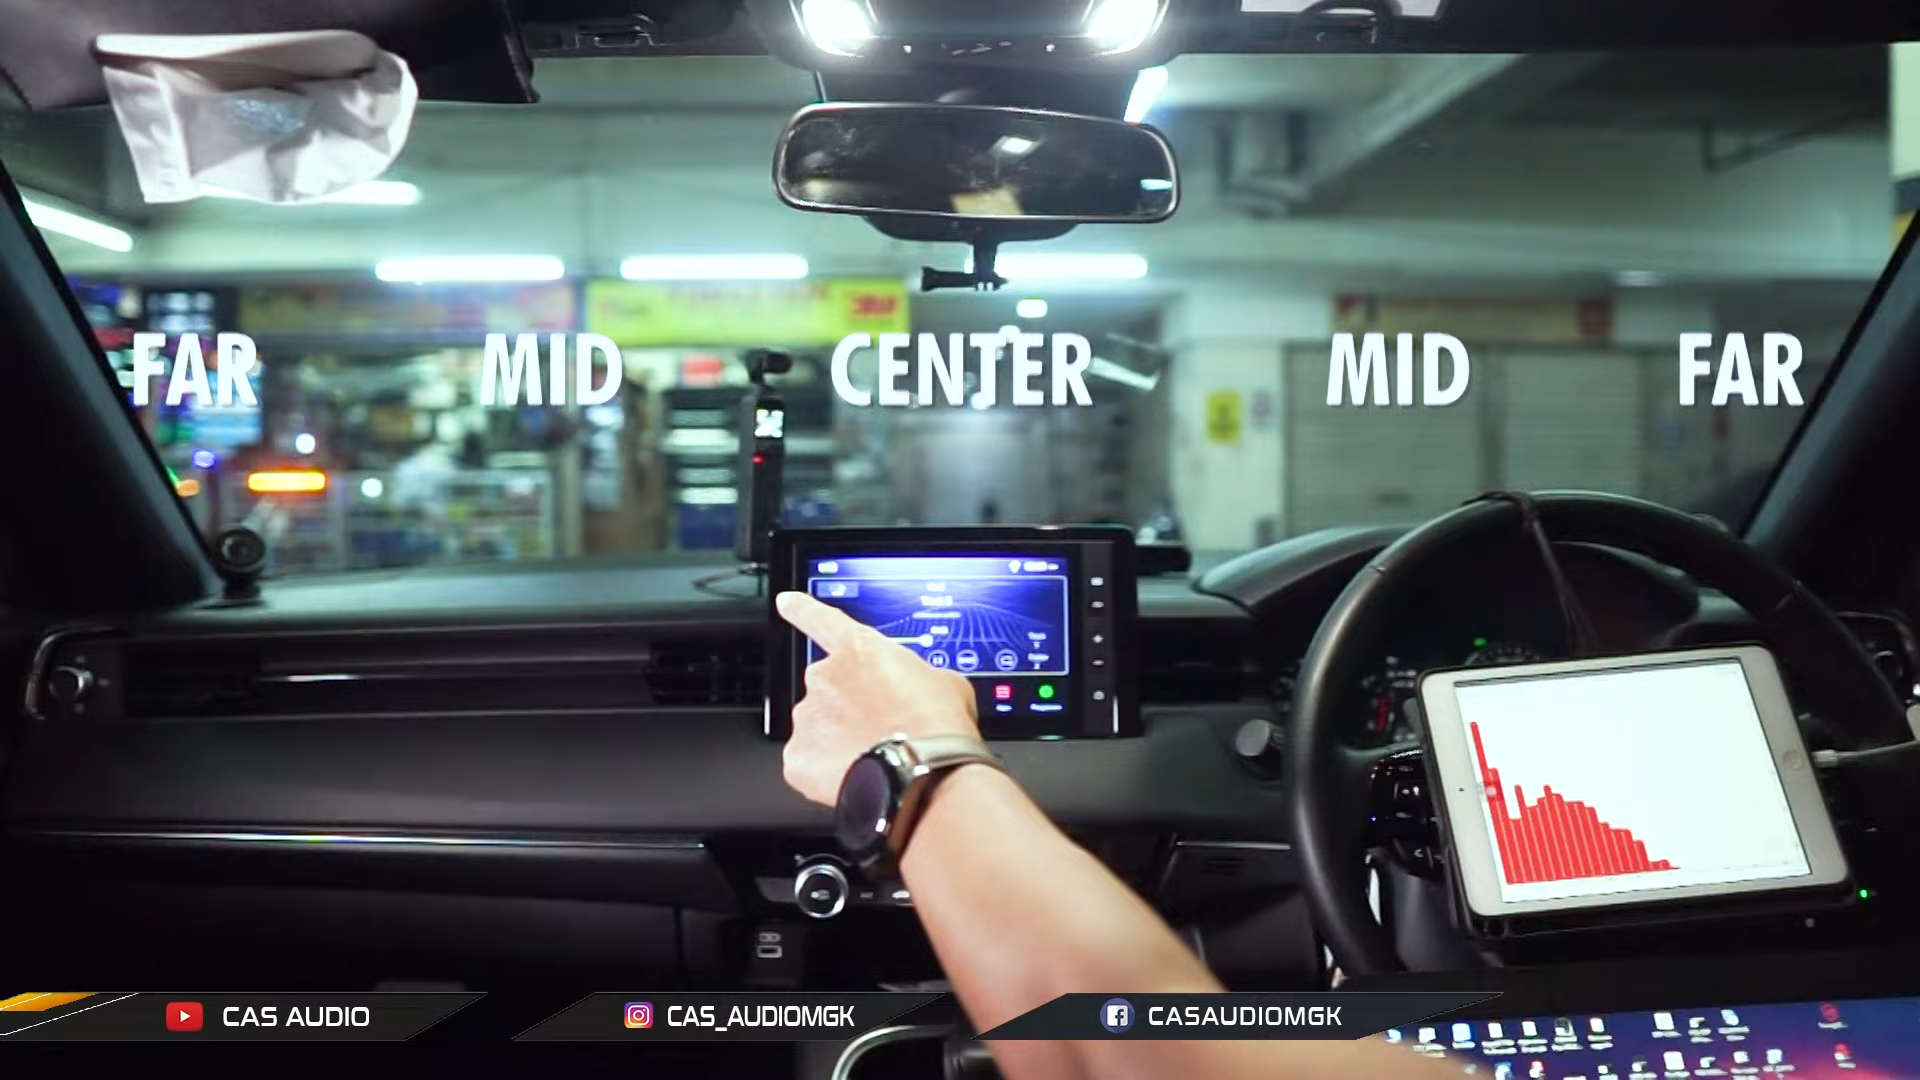 FAR MID CENTER MID FAR
CAS AUDIO
CAS_AUDIOMGK
CASAUDIOMGK